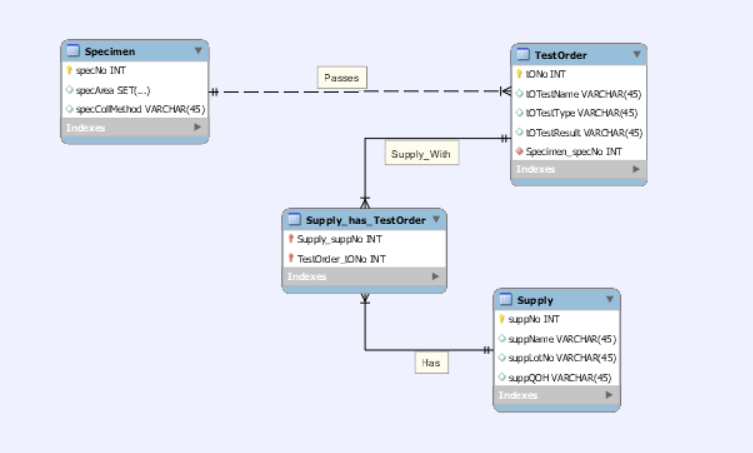 Specimen
specNo INT
specArea SET(...)
specCollMethod VARCHAR(45)
Indexes
Passes
TestOrder
tONo INT
tOTestName VARCHAR(45)
tOTestType VARCHAR(45)
tOTestResult VARCHAR(45)
Specimen_specNo INT
Indexes
Supply_With
Supply_has_TestOrder
Supply_suppNo INT
TestOrder_tONo INT
Indexes
Supply
suppNo INT
suppName VARCHAR(45)
suppLotNo VARCHAR(45)
suppQOH VARCHAR(45)
Indexes
Has